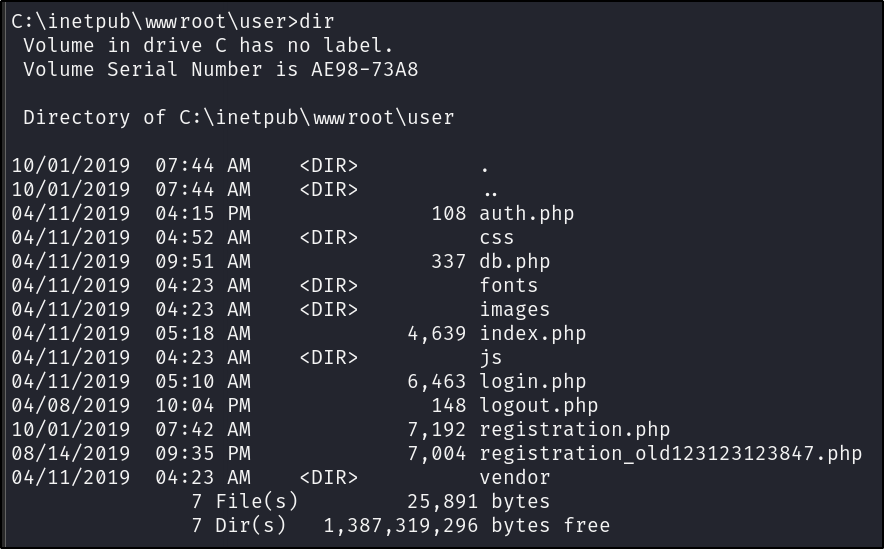 C:\inetpub\wwwroot\user>dir
 Volume in drive C has no label.
 Volume Serial Number is AE98-73A8

 Directory of C:\inetpub\wwwroot\user

10/01/2019  07:44 AM    <DIR>          .
10/01/2019  07:44 AM    <DIR>          ..
04/11/2019  04:15 PM               108 auth.php
04/11/2019  04:52 AM    <DIR>          css
04/11/2019  09:51 AM               337 db.php
04/11/2019  04:23 AM    <DIR>          fonts
04/11/2019  04:23 AM    <DIR>          images
04/11/2019  05:18 AM             4,639 index.php
04/11/2019  04:23 AM    <DIR>          js
04/11/2019  05:10 AM             6,463 login.php
04/08/2019  10:04 PM               148 logout.php
10/01/2019  07:42 AM             7,192 registration.php
08/14/2019  09:35 PM             7,004 registration_old123123123847.php
04/11/2019  04:23 AM    <DIR>          vendor
               7 File(s)         25,891 bytes
               7 Dir(s)   1,387,319,296 bytes free